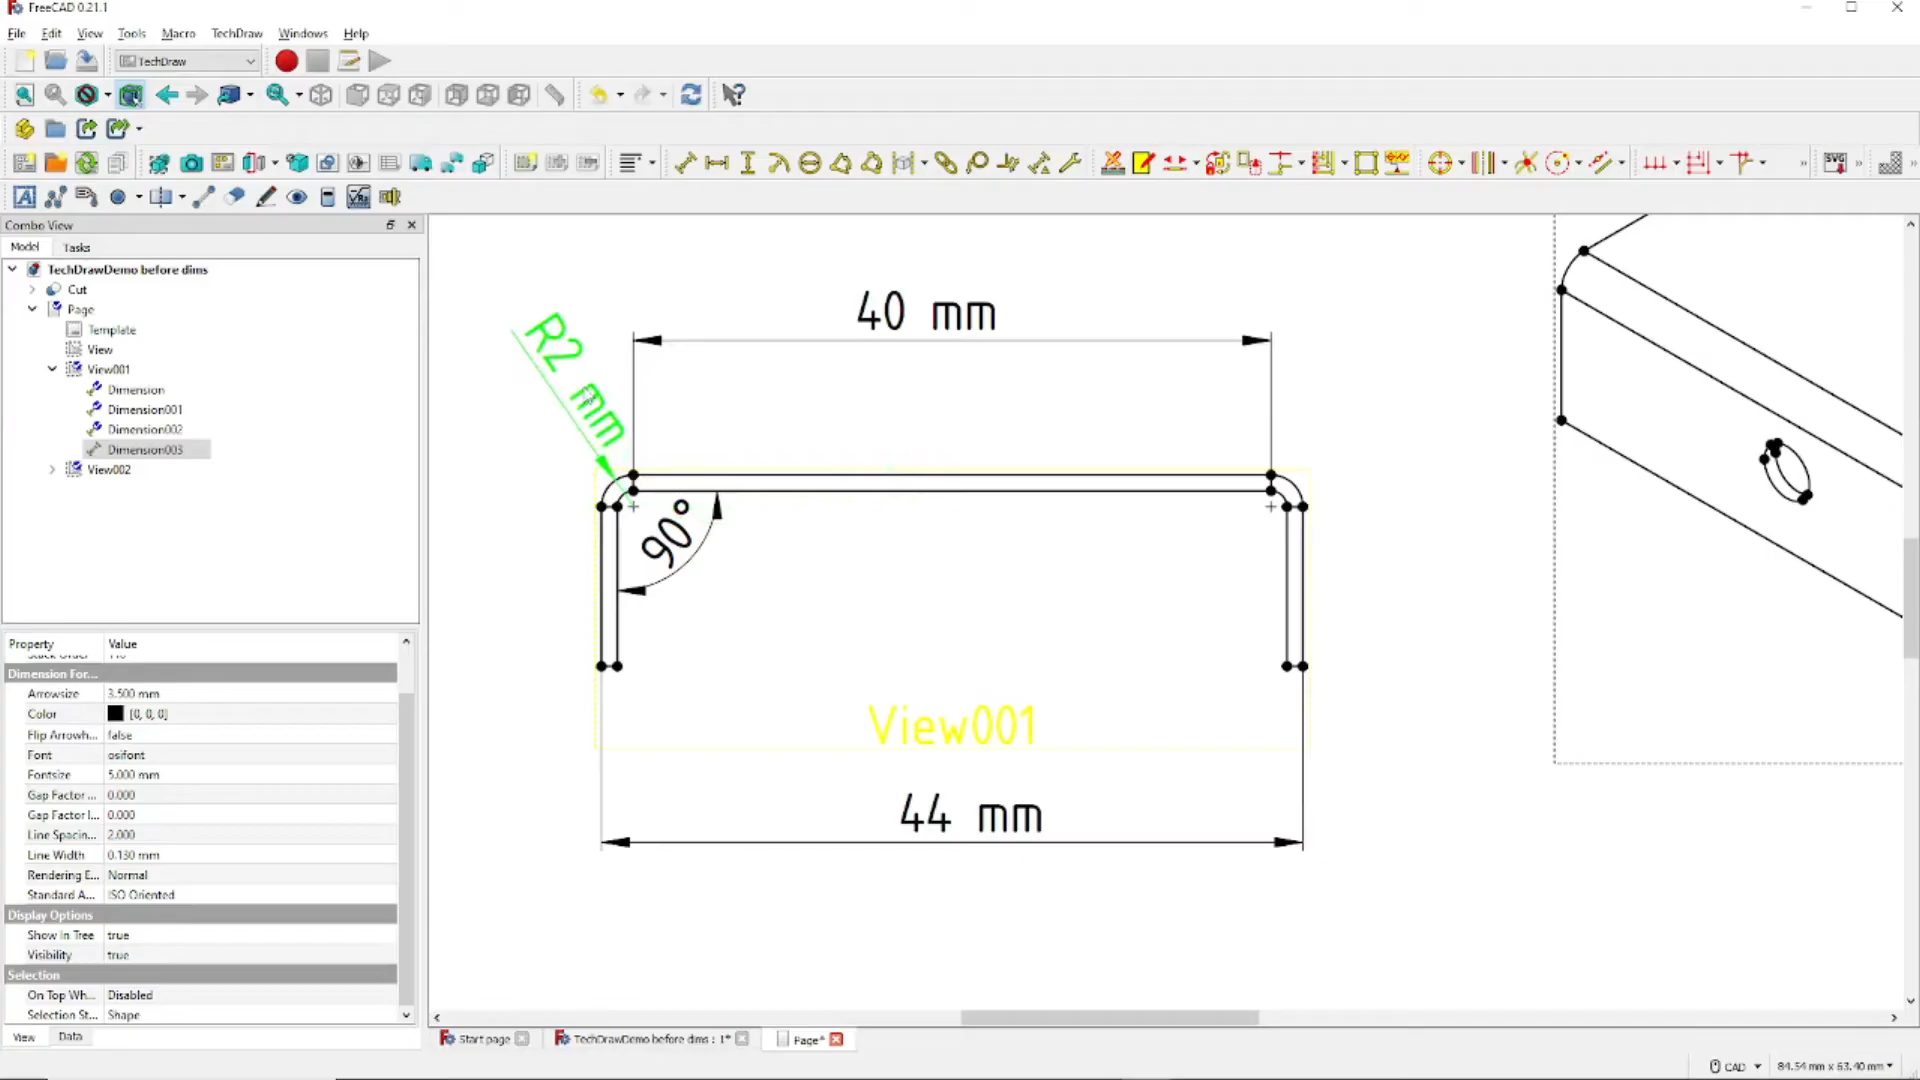 FreeCAD 0.21.1
File Edit View Tools Macro TechDraw Windows Help
TechDraw
Combo View
Model Tasks
TechDrawDemo before dims
Cut
Page
Template
View
View001
Dimension
Dimension001
Dimension002
Dimension003
View002
Property Value
Dimension For...
Arrowsize 3.500 mm
Color [0, 0, 0]
Flip Arrowh... false
Font osifont
Fontsize 5.000 mm
Gap Factor ... 0.000
Gap Factor I... 0.000
Line Spacin... 2.000
Line Width 0.130 mm
Rendering E... Normal
Standard A... ISO Oriented
Display Options
Show In Tree true
Visibility true
Selection
On Top Wh... Disabled
Selection St... Shape
View Data
40 mm
R2 mm
90°
View001
44 mm
SVG
Start page TechDrawDemo before dims : 1* Page*
CAD 84.54 mm x 63.40 mm